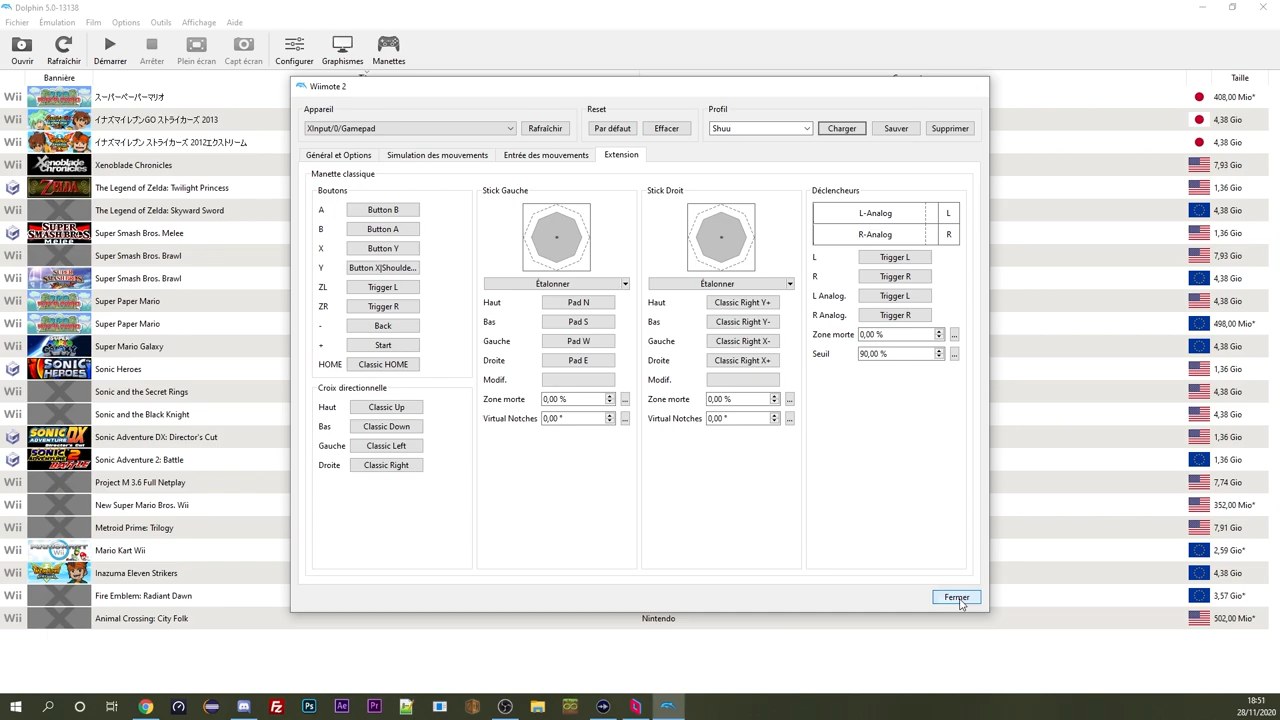 Dolphin 5.0-13138
Fichier Émulation Film Options Outils Affichage Aide
Ouvrir Rafraîchir Démarrer Arrêter Plein écran Capt écran Configurer Graphismes Manettes
Bannière Taille
Wii スーパーペーパーマリオ 408,00 Mio*
Wii イナズマイレブンGO ストライカーズ 2013 4,38 Gio
Wii イナズマイレブン ストライカーズ 2012エクストリーム 4,38 Gio
Wii XenobladE Chronicles Xenoblade Chronicles 7,93 Gio
ZELDA The Legend of Zelda: Twilight Princess 1,36 Gio
Wii The Legend of Zelda: Skyward Sword 4,38 Gio
SUPER SMASH BROS. Melee Super Smash Bros. Melee 1,36 Gio
Wii Super Smash Bros. Brawl 7,93 Gio
Wii Super Smash Bros. Brawl 4,38 Gio
Wii Super Paper Mario 4,38 Gio
Wii Super Paper Mario 498,00 Mio*
Wii Super Mario Galaxy 4,38 Gio
SONIC HEROES Sonic Heroes 1,36 Gio
Wii Sonic and the Secret Rings 4,38 Gio
Wii Sonic and the Black Knight 4,38 Gio
SONIC ADVENTURE DX Sonic Adventure DX: Director's Cut 1,36 Gio
SONIC ADVENTURE 2 BATTLE Sonic Adventure 2: Battle 1,36 Gio
Wii Project M 3.6 Full Netplay 7,74 Gio
Wii New Super Mario Bros. Wii 352,00 Mio*
Wii Metroid Prime: Trilogy 7,91 Gio
Wii Mario Kart Wii 2,59 Gio*
Wii Inazuma Eleven Strikers 4,38 Gio
Wii Fire Emblem: Radiant Dawn 3,57 Gio*
Wii Animal Crossing: City Folk Nintendo 502,00 Mio*
Wiimote 2
Appareil Reset Profil
XInput/0/Gamepad Rafraîchir Par défaut Effacer Shuu Charger Sauver Supprimer
Général et Options Simulation des mouvements Entrée des mouvements Extension
Manette classique
Boutons
A Button B
B Button A
X Button Y
Y Button X|Shoulde...
ZL Trigger L
ZR Trigger R
- Back
+ Start
HOME Classic HOME
Croix directionnelle
Haut Classic Up
Bas Classic Down
Gauche Classic Left
Droite Classic Right
Stick Gauche
Étalonner
Haut Pad N
Bas Pad S
Gauche Pad W
Droite Pad E
Modif.
Zone morte 0,00 % ...
Virtual Notches 0,00 ° ...
Stick Droit
Étalonner
Haut Classic Right Y+
Bas Classic Right Y-
Gauche Classic Right X-
Droite Classic Right X+
Modif.
Zone morte 0,00 % ...
Virtual Notches 0,00 ° ...
Déclencheurs
L-Analog L
R-Analog R
L Trigger L
R Trigger R
L Analog. Trigger L
R Analog. Trigger R
Zone morte 0,00 % ...
Seuil 90,00 % ...
Fermer
Ps Ae Pr
18:51
28/11/2020